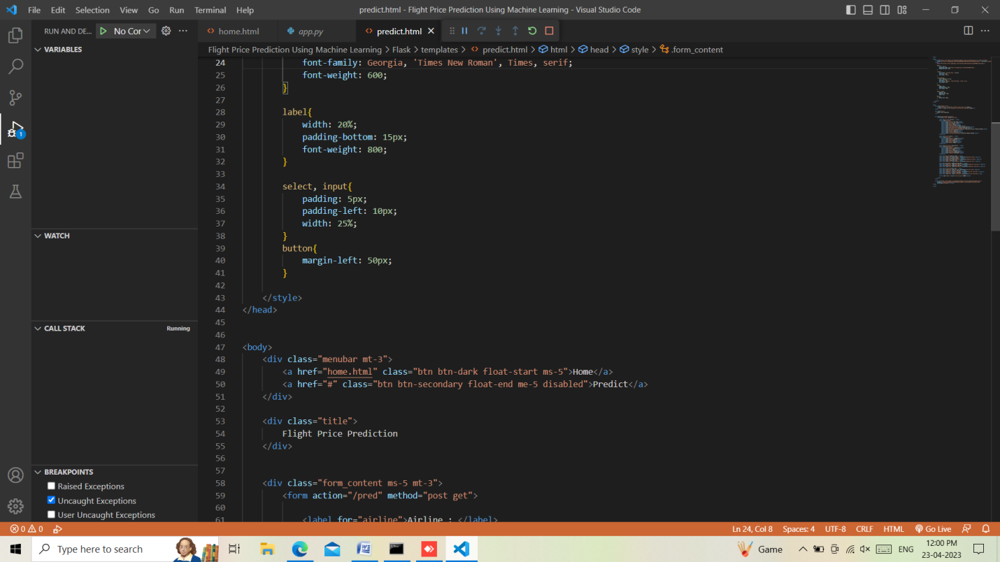 File Edit Selection View Go Run Terminal Help predict.html - Flight Price Prediction Using Machine Learning - Visual Studio Code
RUN AND DE... No Cor home.html app.py predict.html
VARIABLES
Flight Price Prediction Using Machine Learning > Flask > templates > predict.html > html > head > style > .form_content
24 font-family: Georgia, 'Times New Roman', Times, serif;
25 font-weight: 600;
26 }
27
28 label{
29 width: 20%;
30 padding-bottom: 15px;
31 font-weight: 800;
32 }
33
34 select, input{
35 padding: 5px;
36 padding-left: 10px;
37 width: 25%;
38 }
39 button{
40 margin-left: 50px;
41 }
42
43 </style>
44 </head>
45
46
47 <body>
48 <div class="menubar mt-3">
49 <a href="home.html" class="btn btn-dark float-start ms-5">Home</a>
50 <a href="#" class="btn btn-secondary float-end me-5 disabled">Predict</a>
51 </div>
52
53 <div class="title">
54 Flight Price Prediction
55 </div>
56
57
58 <div class="form_content ms-5 mt-3">
59 <form action="/pred" method="post get">
60
61 <label for="airline">Airline : </label>
1
WATCH
CALL STACK Running
BREAKPOINTS
Raised Exceptions
Uncaught Exceptions
User Uncaught Exceptions
0 0 Ln 24, Col 8 Spaces: 4 UTF-8 CRLF HTML Go Live
Type here to search Game ENG 12:00 PM
23-04-2023